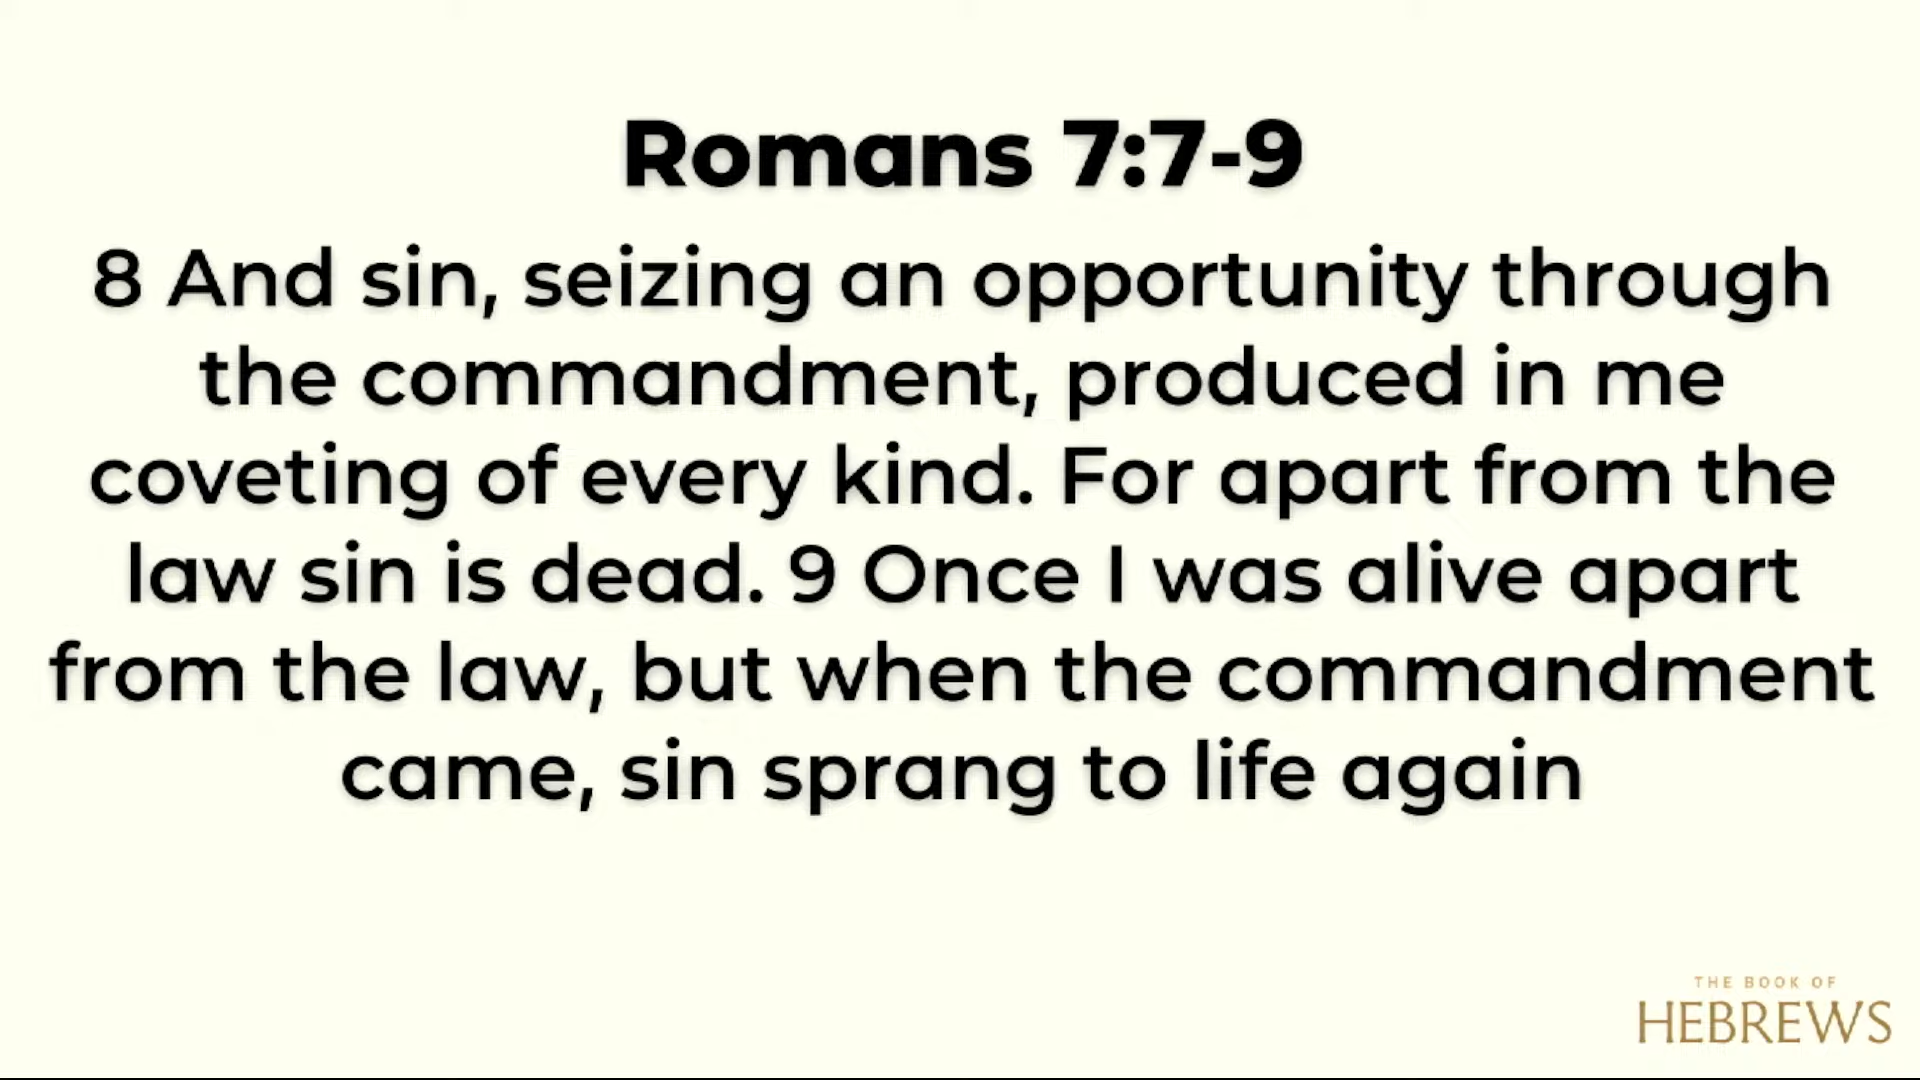 Romans 7:7-9
8 And sin, seizing an opportunity through
the commandment, produced in me
coveting of every kind. For apart from the
law sin is dead. 9 Once I was alive apart
from the law, but when the commandment
came, sin sprang to life again
THE BOOK OF
HEBREWS